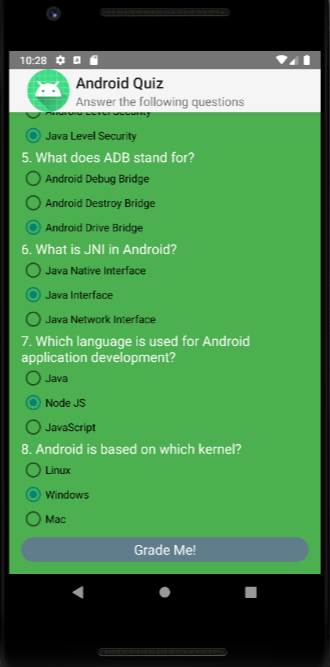 10:28
Android Quiz
Answer the following questions
Android Level Security
Java Level Security
5. What does ADB stand for?
Android Debug Bridge
Android Destroy Bridge
Android Drive Bridge
6. What is JNI in Android?
Java Native Interface
Java Interface
Java Network Interface
7. Which language is used for Android
application development?
Java
Node JS
JavaScript
8. Android is based on which kernel?
Linux
Windows
Mac
Grade Me!